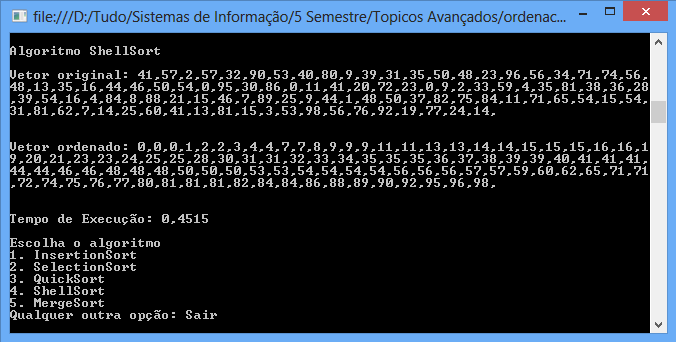 file:///D:/Tudo/Sistemas de Informação/5 Semestre/Topicos Avançados/ordenac...
Algoritmo ShellSort
Vetor original: 41,57,2,57,32,90,53,40,80,9,39,31,35,50,48,23,96,56,34,71,74,56,
48,13,35,16,44,46,50,54,0,95,30,86,0,11,41,20,72,23,0,9,2,33,59,4,35,81,38,36,28
,39,54,16,4,84,8,88,21,15,46,7,89,25,9,44,1,48,50,37,82,75,84,11,71,65,54,15,54,
31,81,62,7,14,25,60,41,13,81,15,3,53,98,56,76,92,19,77,24,14,
Vetor ordenado: 0,0,0,1,2,2,3,4,4,7,7,8,9,9,9,11,11,13,13,14,14,15,15,15,16,16,1
9,20,21,23,23,24,25,25,28,30,31,31,32,33,34,35,35,35,36,37,38,39,39,40,41,41,41,
44,44,46,46,48,48,48,50,50,50,53,53,54,54,54,54,56,56,56,57,57,59,60,62,65,71,71
,72,74,75,76,77,80,81,81,81,82,84,84,86,88,89,90,92,95,96,98,
Tempo de Execução: 0,4515
Escolha o algoritmo
1. InsertionSort
2. SelectionSort
3. QuickSort
4. ShellSort
5. MergeSort
Qualquer outra opção: Sair